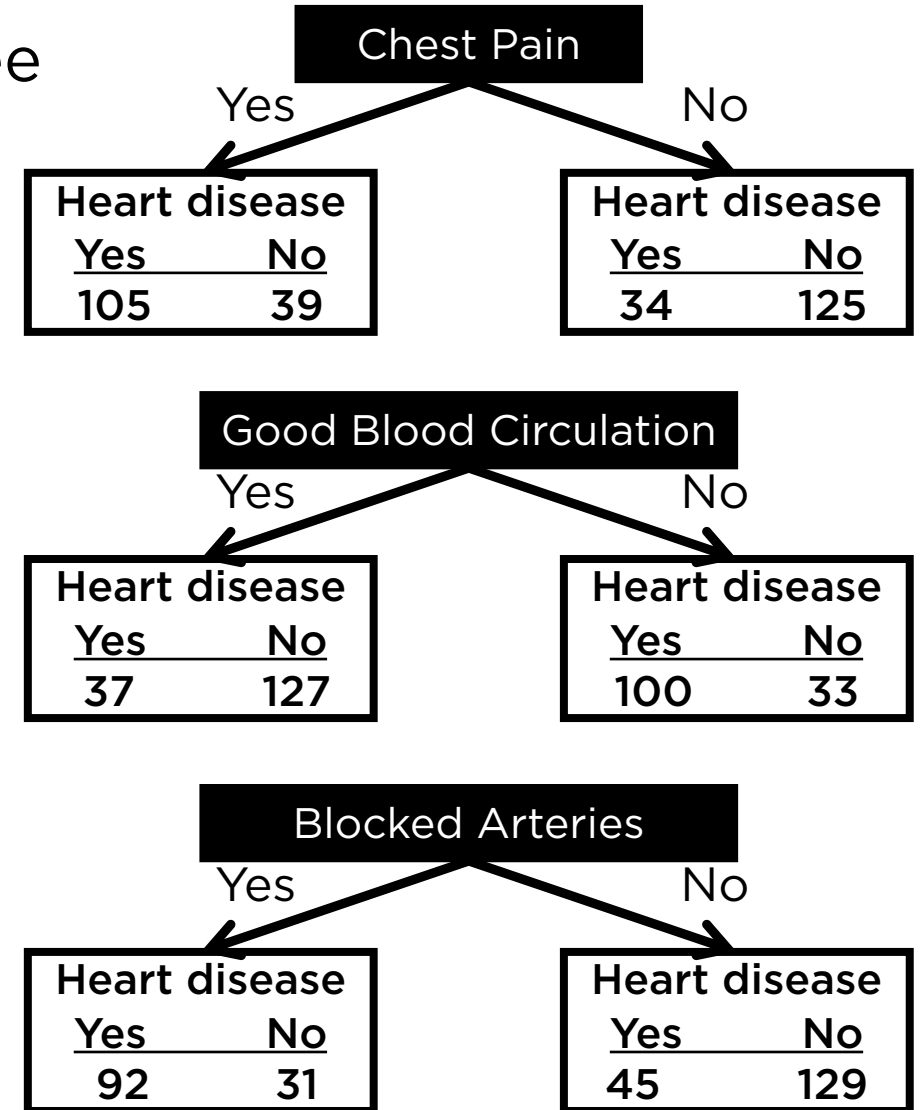 ee
Chest Pain
Yes No
Heart disease Heart disease
Yes No Yes No
105 39 34 125
Good Blood Circulation
Yes No
Heart disease Heart disease
Yes No Yes No
37 127 100 33
Blocked Arteries
Yes No
Heart disease Heart disease
Yes No Yes No
92 31 45 129